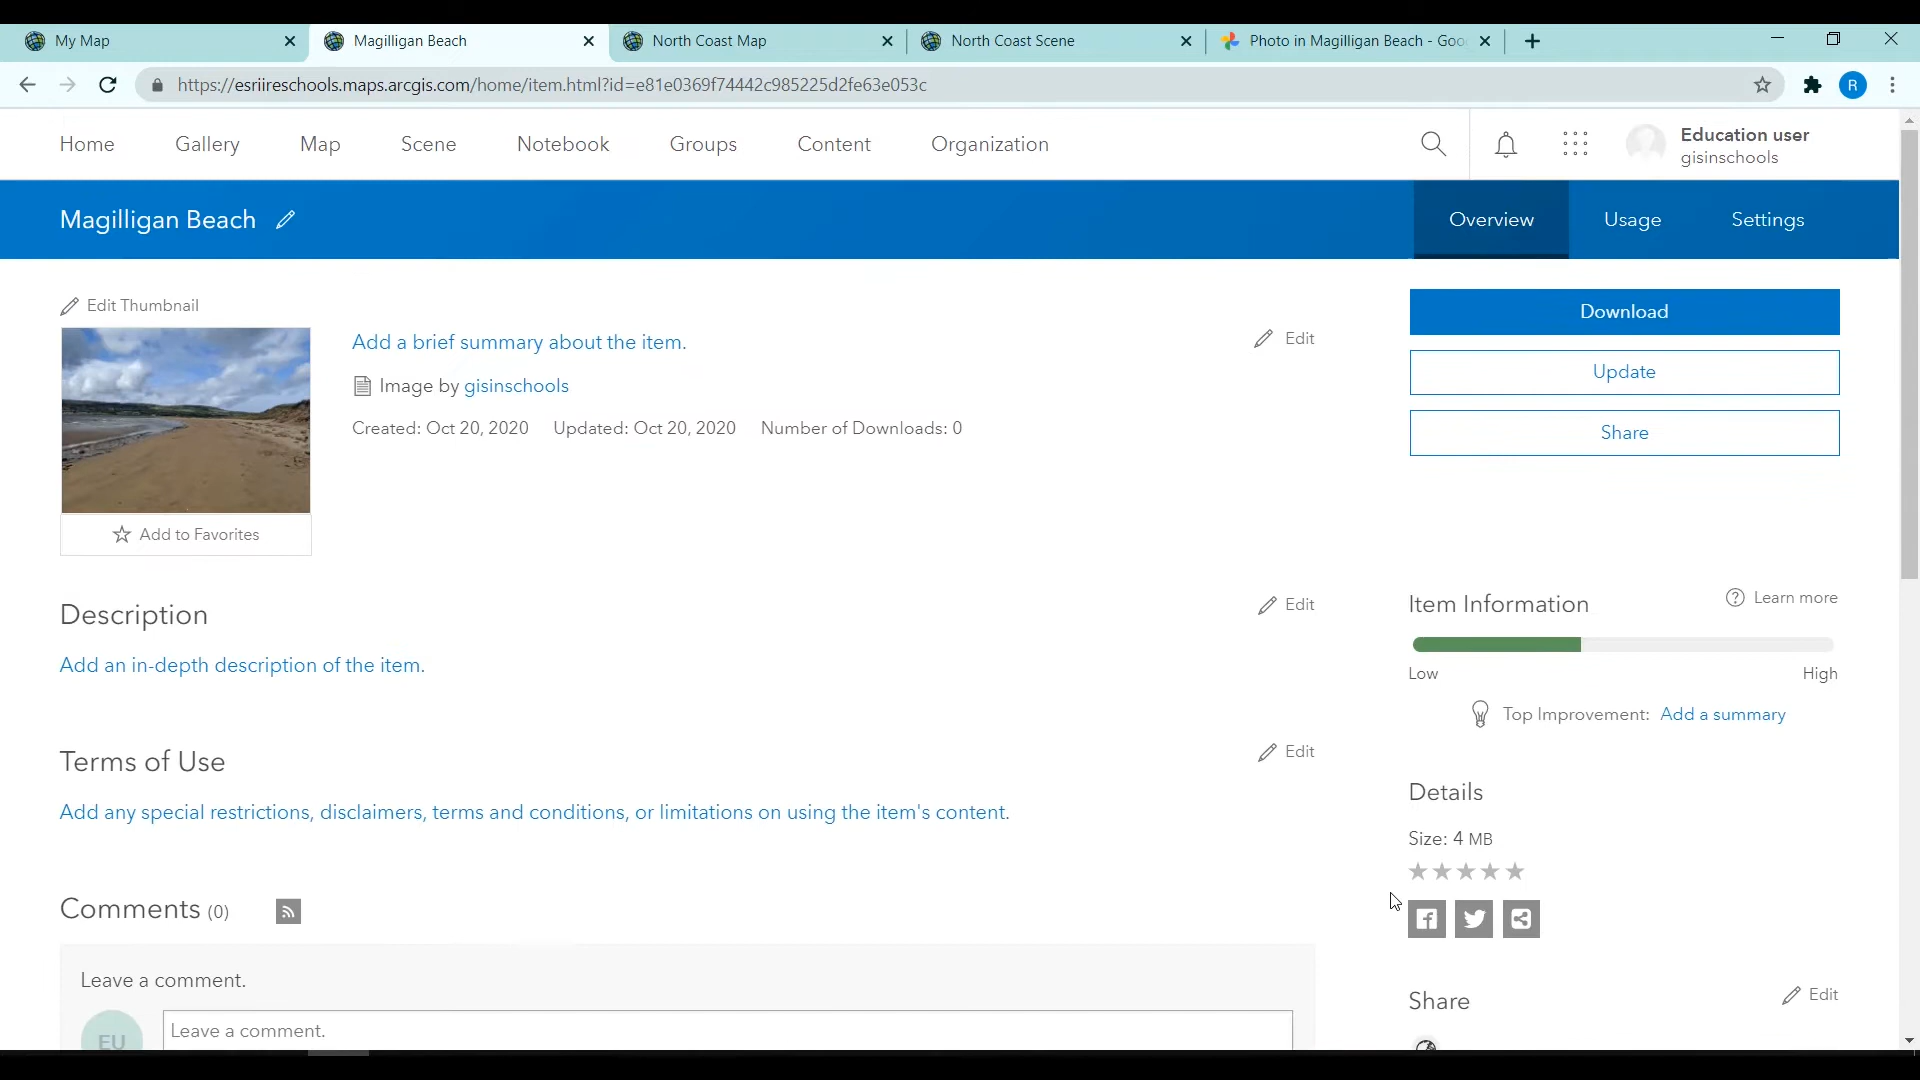 My Map
Magilligan Beach
North Coast Map
North Coast Scene
Photo in Magilligan Beach - Goo
https://esriireschools.maps.arcgis.com/home/item.html?id=e81e0369f74442c985225d2fe63e053c
R
Home Gallery Map Scene Notebook Groups Content Organization
Education user
gisinschools
Magilligan Beach
Overview Usage Settings
Edit Thumbnail
Add a brief summary about the item.
Edit
Image by gisinschools
Created: Oct 20, 2020 Updated: Oct 20, 2020 Number of Downloads: 0
Add to Favorites
Download
Update
Share
Description
Edit
Add an in-depth description of the item.
Item Information
Learn more
Low High
Top Improvement: Add a summary
Terms of Use
Edit
Add any special restrictions, disclaimers, terms and conditions, or limitations on using the item's content.
Details
Size: 4 MB
Comments (0)
Leave a comment.
EU
Leave a comment.
Share
Edit